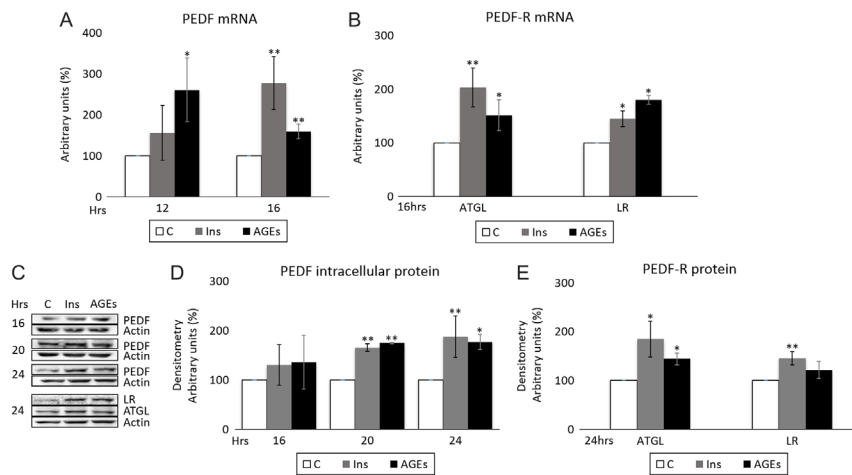 A
PEDF mRNA
Arbitrary units (%)
400
300
200
100
0
*
**
**
Hrs
12
16
C Ins AGEs
B
PEDF-R mRNA
Arbitrary units (%)
300
200
100
0
**
*
*
*
16hrs
ATGL
LR
C Ins AGEs
C
Hrs C Ins AGEs
16
PEDF
Actin
20
PEDF
Actin
24
PEDF
Actin
24
LR
ATGL
Actin
D
PEDF intracellular protein
Densitometry
Arbitrary units (%)
300
200
100
0
**
**
**
*
Hrs
16
20
24
C Ins AGEs
E
PEDF-R protein
Densitometry
Arbitrary units (%)
300
200
100
0
*
*
**
24hrs
ATGL
LR
C Ins AGEs